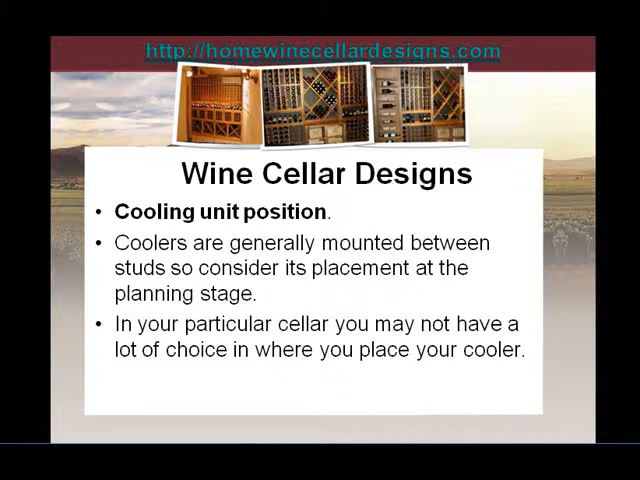 http://homewinecellardesigns.com
Wine Cellar Designs
• Cooling unit position.
• Coolers are generally mounted between
studs so consider its placement at the
planning stage.
• In your particular cellar you may not have a
lot of choice in where you place your cooler.